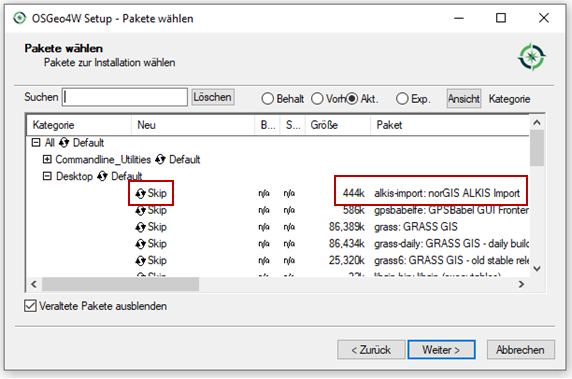 OSGeo4W Setup - Pakete wählen
Pakete wählen
Pakete zur Installation wählen
Suchen Löschen Behalt Vorh Akt. Exp. Ansicht Kategorie
Kategorie Neu B... S... Größe Paket
All Default
Commandline_Utilities Default
Desktop Default
Skip n/a n/a 444k alkis-import: norGIS ALKIS Import
Skip n/a n/a 586k gpsbabelfe: GPSBabel GUI Fronter
Skip n/a n/a 86,389k grass: GRASS GIS
Skip n/a n/a 86,434k grass-daily: GRASS GIS - daily build
Skip n/a n/a 25,320k grass6: GRASS GIS - old stable rele
Veraltete Pakete ausblenden
< Zurück Weiter > Abbrechen